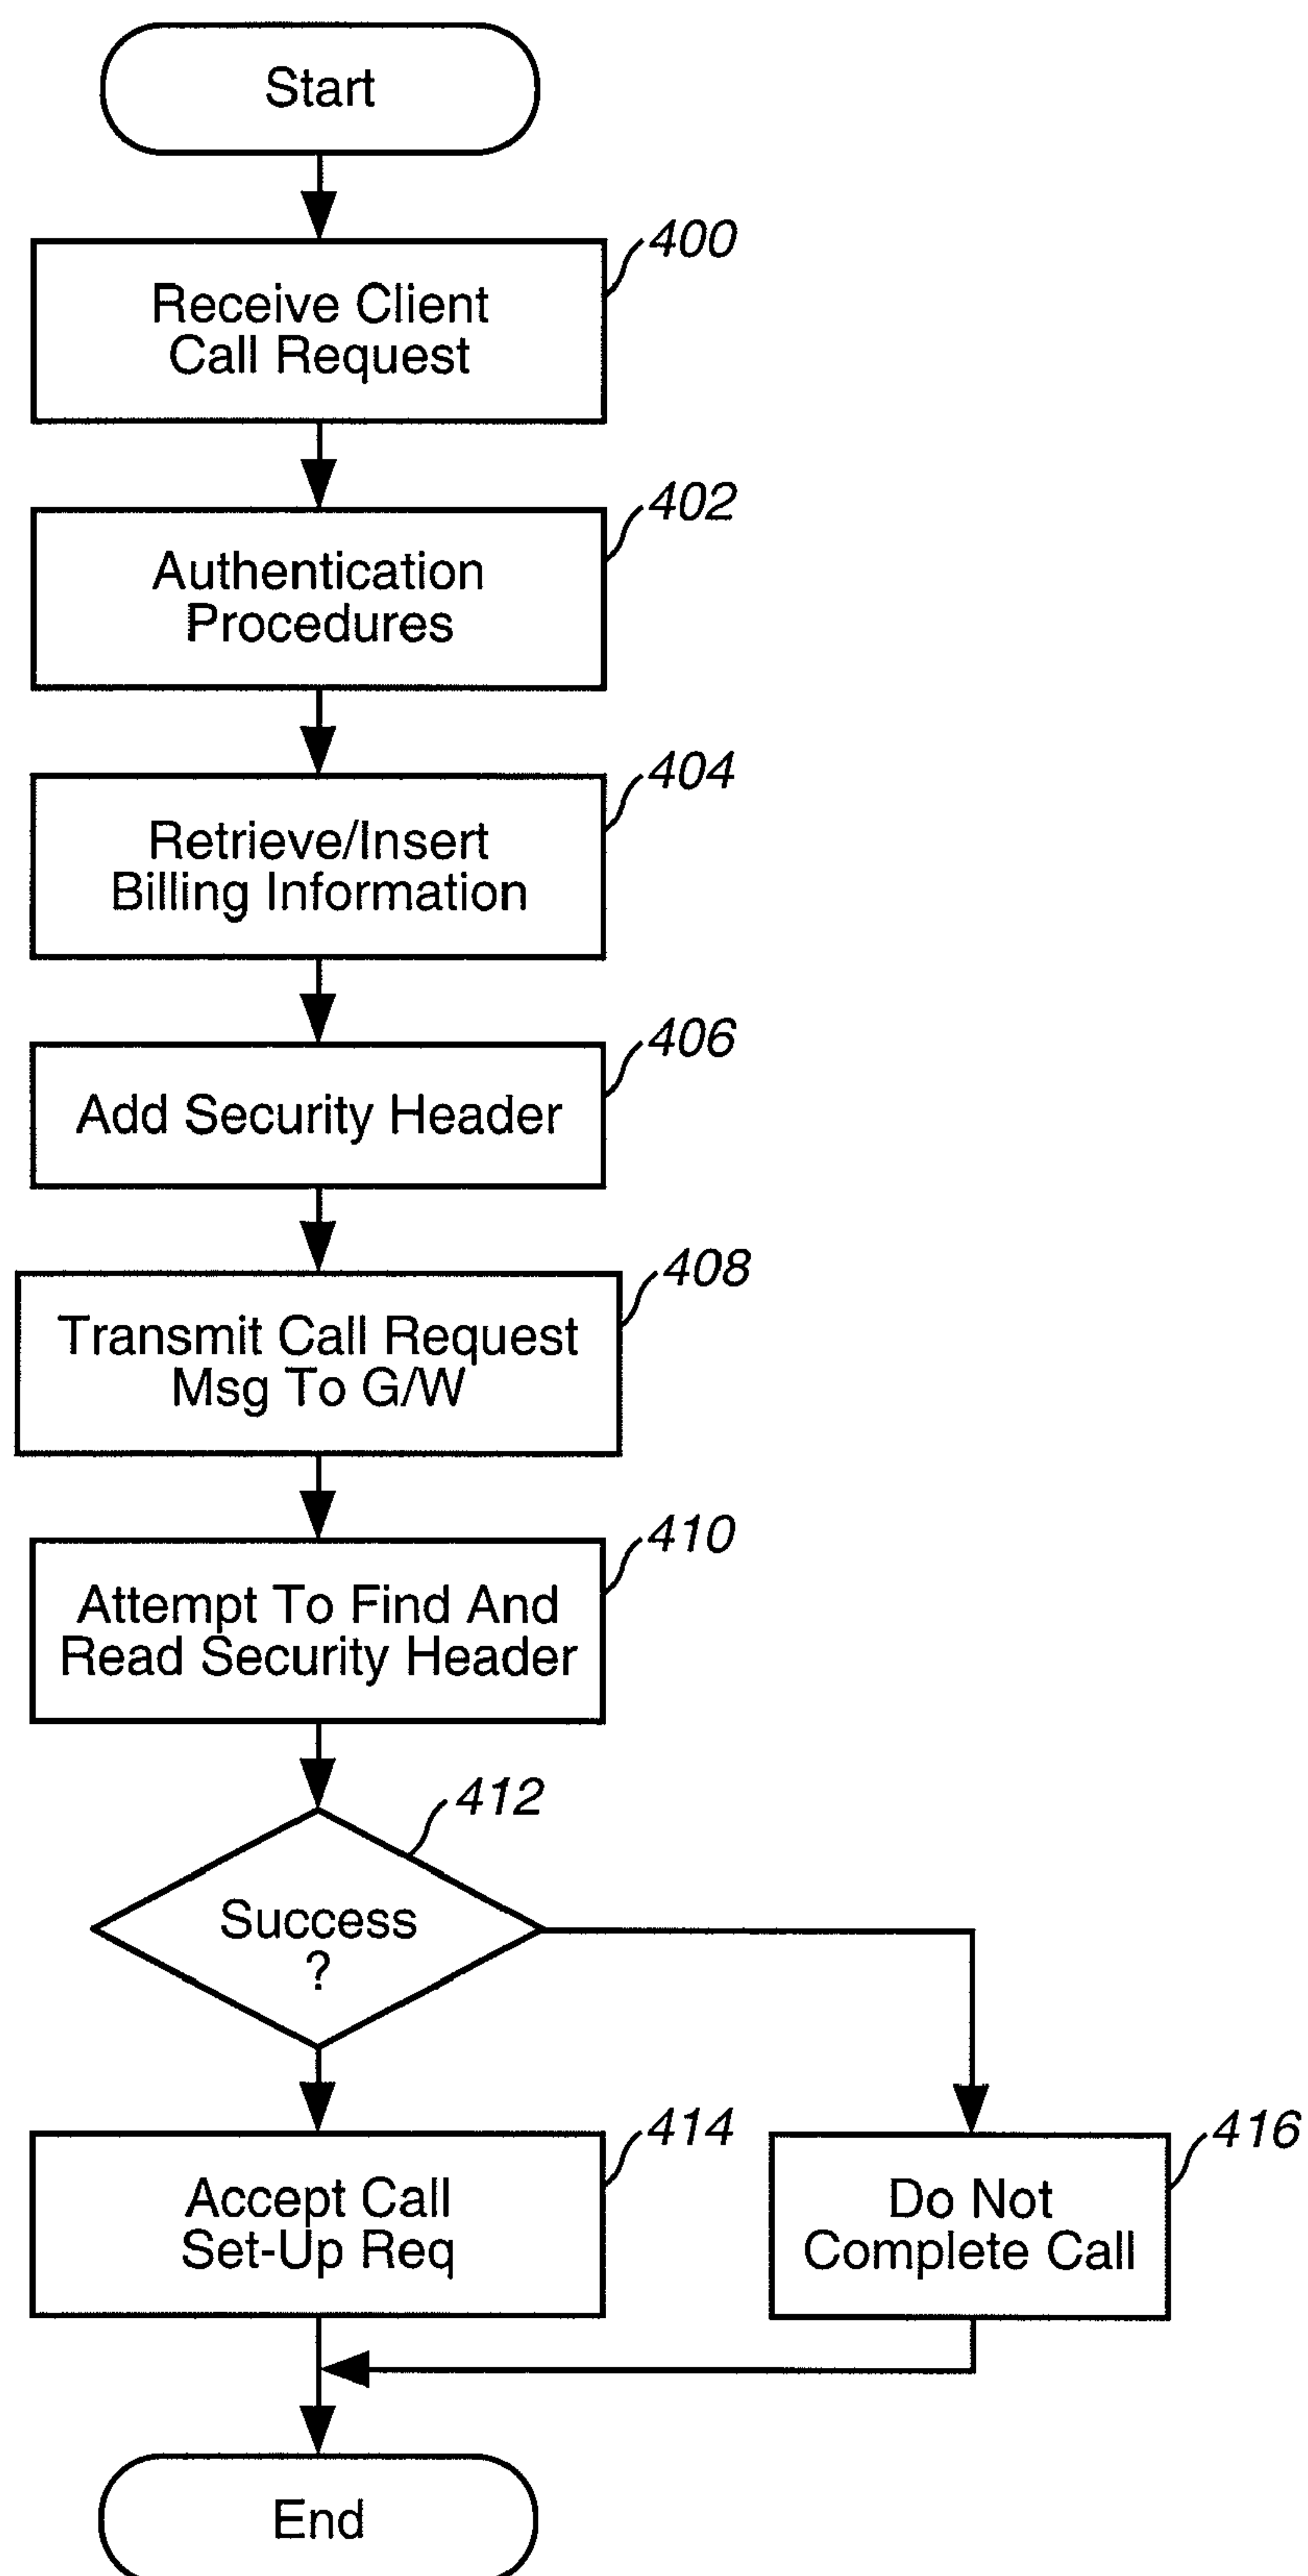 Start
400
Receive Client
Call Request
402
Authentication
Procedures
404
Retrieve/Insert
Billing Information
406
Add Security Header
408
Transmit Call Request
Msg To G/W
410
Attempt To Find And
Read Security Header
412
Success
?
414
Accept Call
Set-Up Req
416
Do Not
Complete Call
End